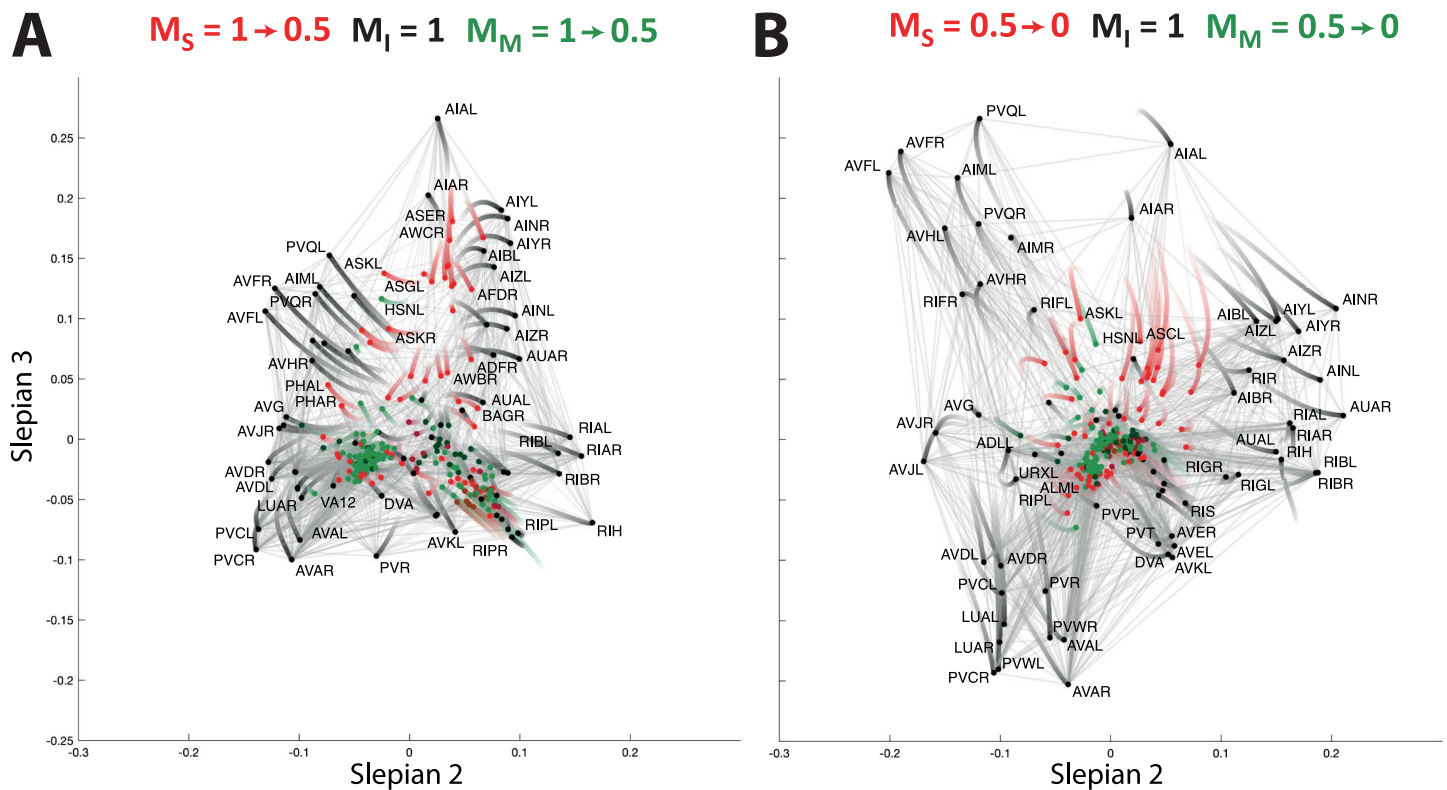 A
M_S = 1→0.5 M_I = 1 M_M = 1→0.5
AIAL
AIAR
AIYL
ASER
AINR
AWCR
AIYR
PVQL
AIBL
ASKL
AIZL
AVFR
AIML
ASGL
AFDR
PVQR
HSNL
AINL
AVFL
ASKR
AIZR
AVHR
ADFR
AUAR
PHAL
AWBR
PHAR
AUAL
AVG
BAGR
RIAL
AVJR
RIBL
RIAR
AVDR
AVDL
RIBR
LUAR
VA12
DVA
PVCL
AVAL
AVKL
RIPL
RIH
PVCR
RIPR
AVAR
PVR
Slepian 3
0.25
0.2
0.15
0.1
0.05
0
-0.05
-0.1
-0.15
-0.2
-0.25
-0.3
-0.2
-0.1
0
0.1
0.2
Slepian 2
B
M_S = 0.5→0 M_I = 1 M_M = 0.5→0
PVQL
AVFR
AIAL
AVFL
AIML
PVQR
AIAR
AVHL
AIMR
AVHR
RIFR
RIFL
ASKL
AINR
AIBL
AIYL
HSNL
ASCL
AIZL
AIYR
AIZR
RIR
AINL
AIBR
AVG
RIAL
AUAR
AVJR
RIAR
ADLL
AUAL
RIH
AVJL
URXL
RIGR
RIBL
ALML
RIGL
RIBR
RIPL
RIS
PVPL
PVT
AVER
AVDL
AVDR
AVEL
DVA
AVKL
PVCL
PVR
LUAL
PVWR
LUAR
AVAL
PVWL
PVCR
AVAR
-0.3
-0.2
-0.1
0
0.1
0.2
Slepian 2